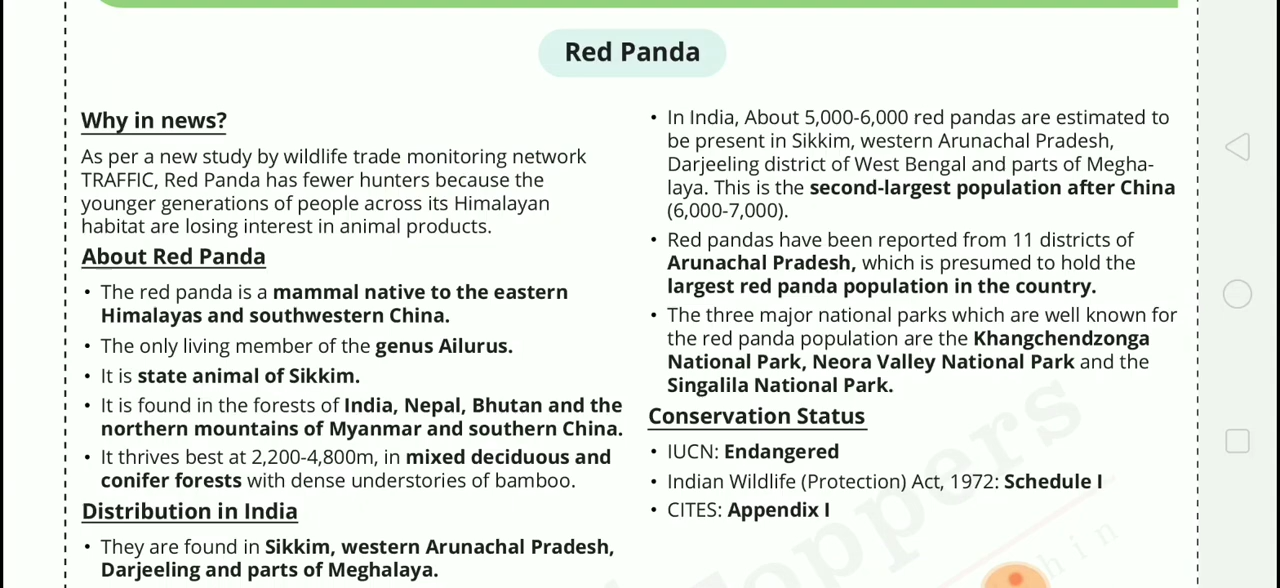 Red Panda
Why in news?
As per a new study by wildlife trade monitoring network
TRAFFIC, Red Panda has fewer hunters because the
younger generations of people across its Himalayan
habitat are losing interest in animal products.
About Red Panda
• The red panda is a mammal native to the eastern
Himalayas and southwestern China.
• The only living member of the genus Ailurus.
• It is state animal of Sikkim.
• It is found in the forests of India, Nepal, Bhutan and the
northern mountains of Myanmar and southern China.
• It thrives best at 2,200-4,800m, in mixed deciduous and
conifer forests with dense understories of bamboo.
Distribution in India
• They are found in Sikkim, western Arunachal Pradesh,
Darjeeling and parts of Meghalaya.
• In India, About 5,000-6,000 red pandas are estimated to
be present in Sikkim, western Arunachal Pradesh,
Darjeeling district of West Bengal and parts of Megha-
laya. This is the second-largest population after China
(6,000-7,000).
• Red pandas have been reported from 11 districts of
Arunachal Pradesh, which is presumed to hold the
largest red panda population in the country.
• The three major national parks which are well known for
the red panda population are the Khangchendzonga
National Park, Neora Valley National Park and the
Singalila National Park.
Conservation Status
• IUCN: Endangered
• Indian Wildlife (Protection) Act, 1972: Schedule I
• CITES: Appendix I
Toppers